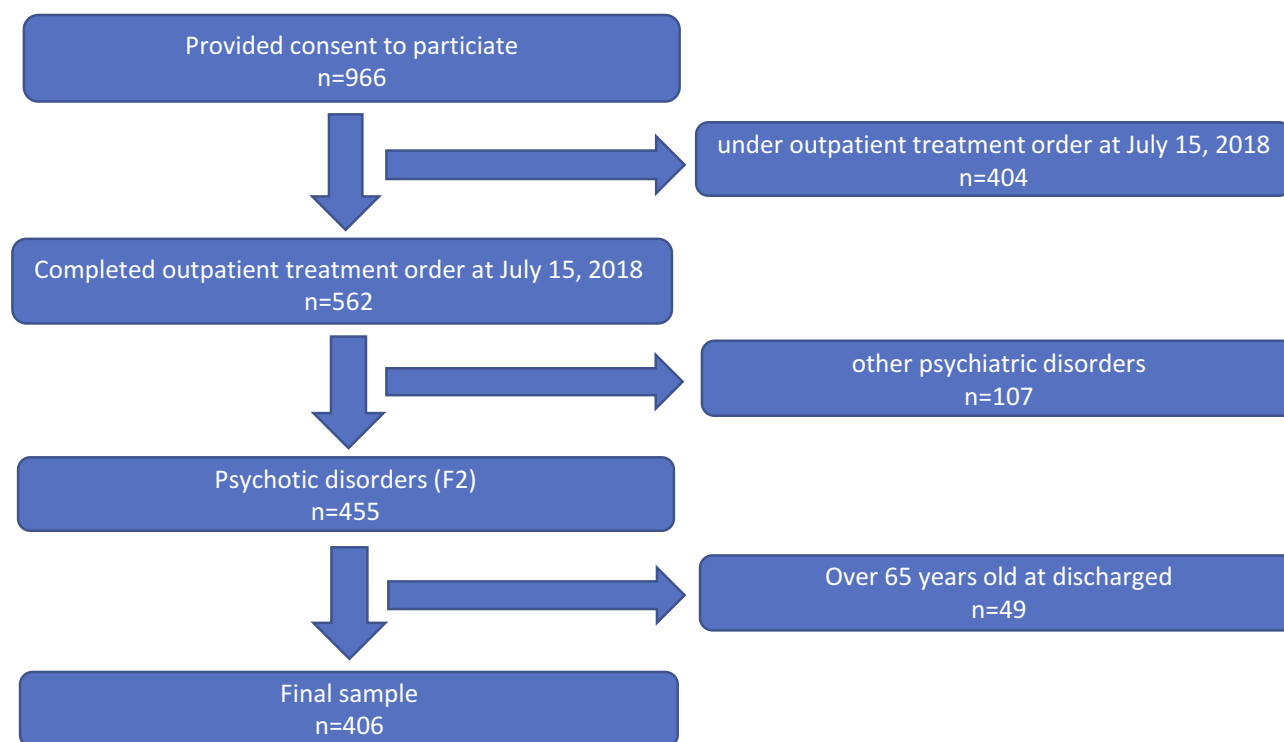 Provided consent to particiate
n=966
under outpatient treatment order at July 15, 2018
n=404
Completed outpatient treatment order at July 15, 2018
n=562
other psychiatric disorders
n=107
Psychotic disorders (F2)
n=455
Over 65 years old at discharged
n=49
Final sample
n=406